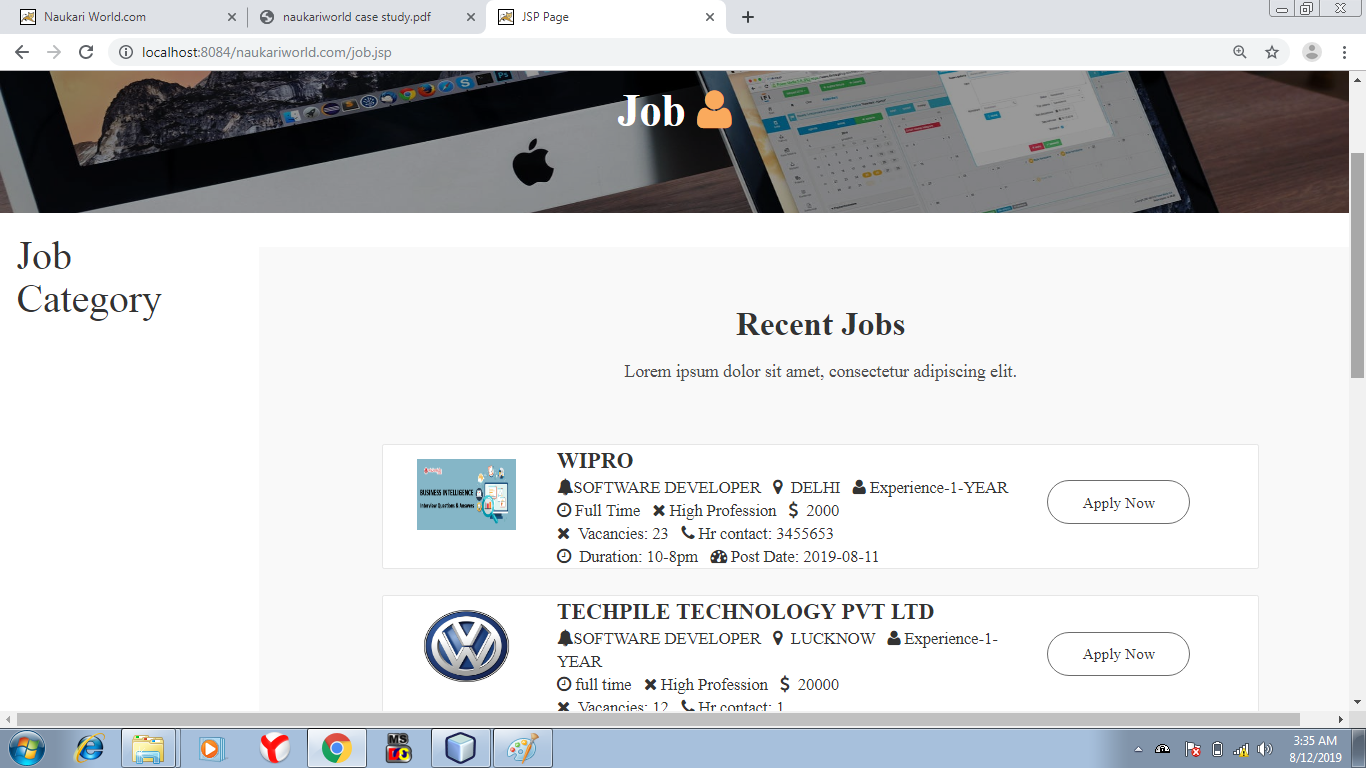 Naukari World.com
naukariworld case study.pdf
JSP Page
localhost:8084/naukariworld.com/job.jsp
Job
Job
Category
Recent Jobs
Lorem ipsum dolor sit amet, consectetur adipiscing elit.
BUSINESS INTELLIGENCE
Interview Questions & Answers
WIPRO
SOFTWARE DEVELOPER DELHI Experience-1-YEAR
Full Time High Profession $ 2000
Vacancies: 23 Hr contact: 3455653
Duration: 10-8pm Post Date: 2019-08-11
Apply Now
TECHPILE TECHNOLOGY PVT LTD
SOFTWARE DEVELOPER LUCKNOW Experience-1-
YEAR
full time High Profession $ 20000
Vacancies: 12 Hr contact: 1
Apply Now
MS
3:35 AM
8/12/2019